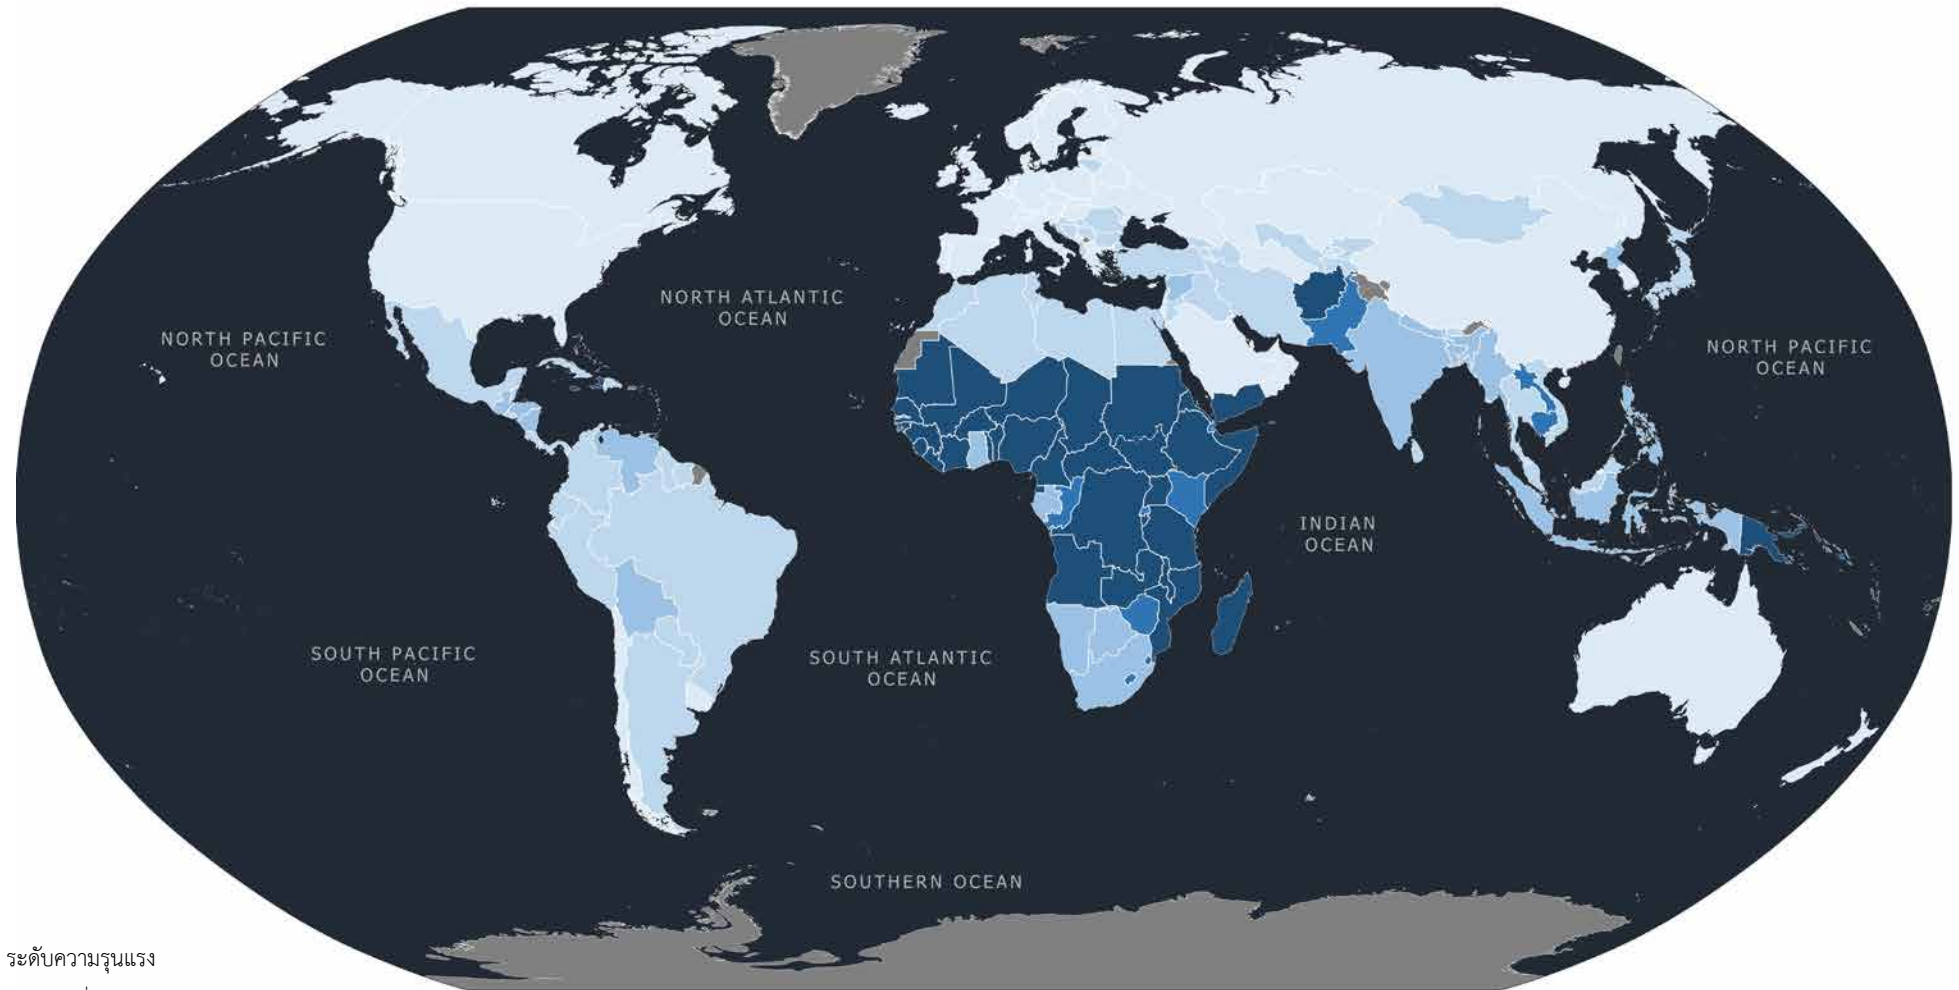 NORTH ATLANTIC
OCEAN
NORTH PACIFIC
OCEAN
NORTH PACIFIC
OCEAN
INDIAN
OCEAN
SOUTH PACIFIC
OCEAN
SOUTH ATLANTIC
OCEAN
SOUTHERN OCEAN
ระดับความรุนแรง